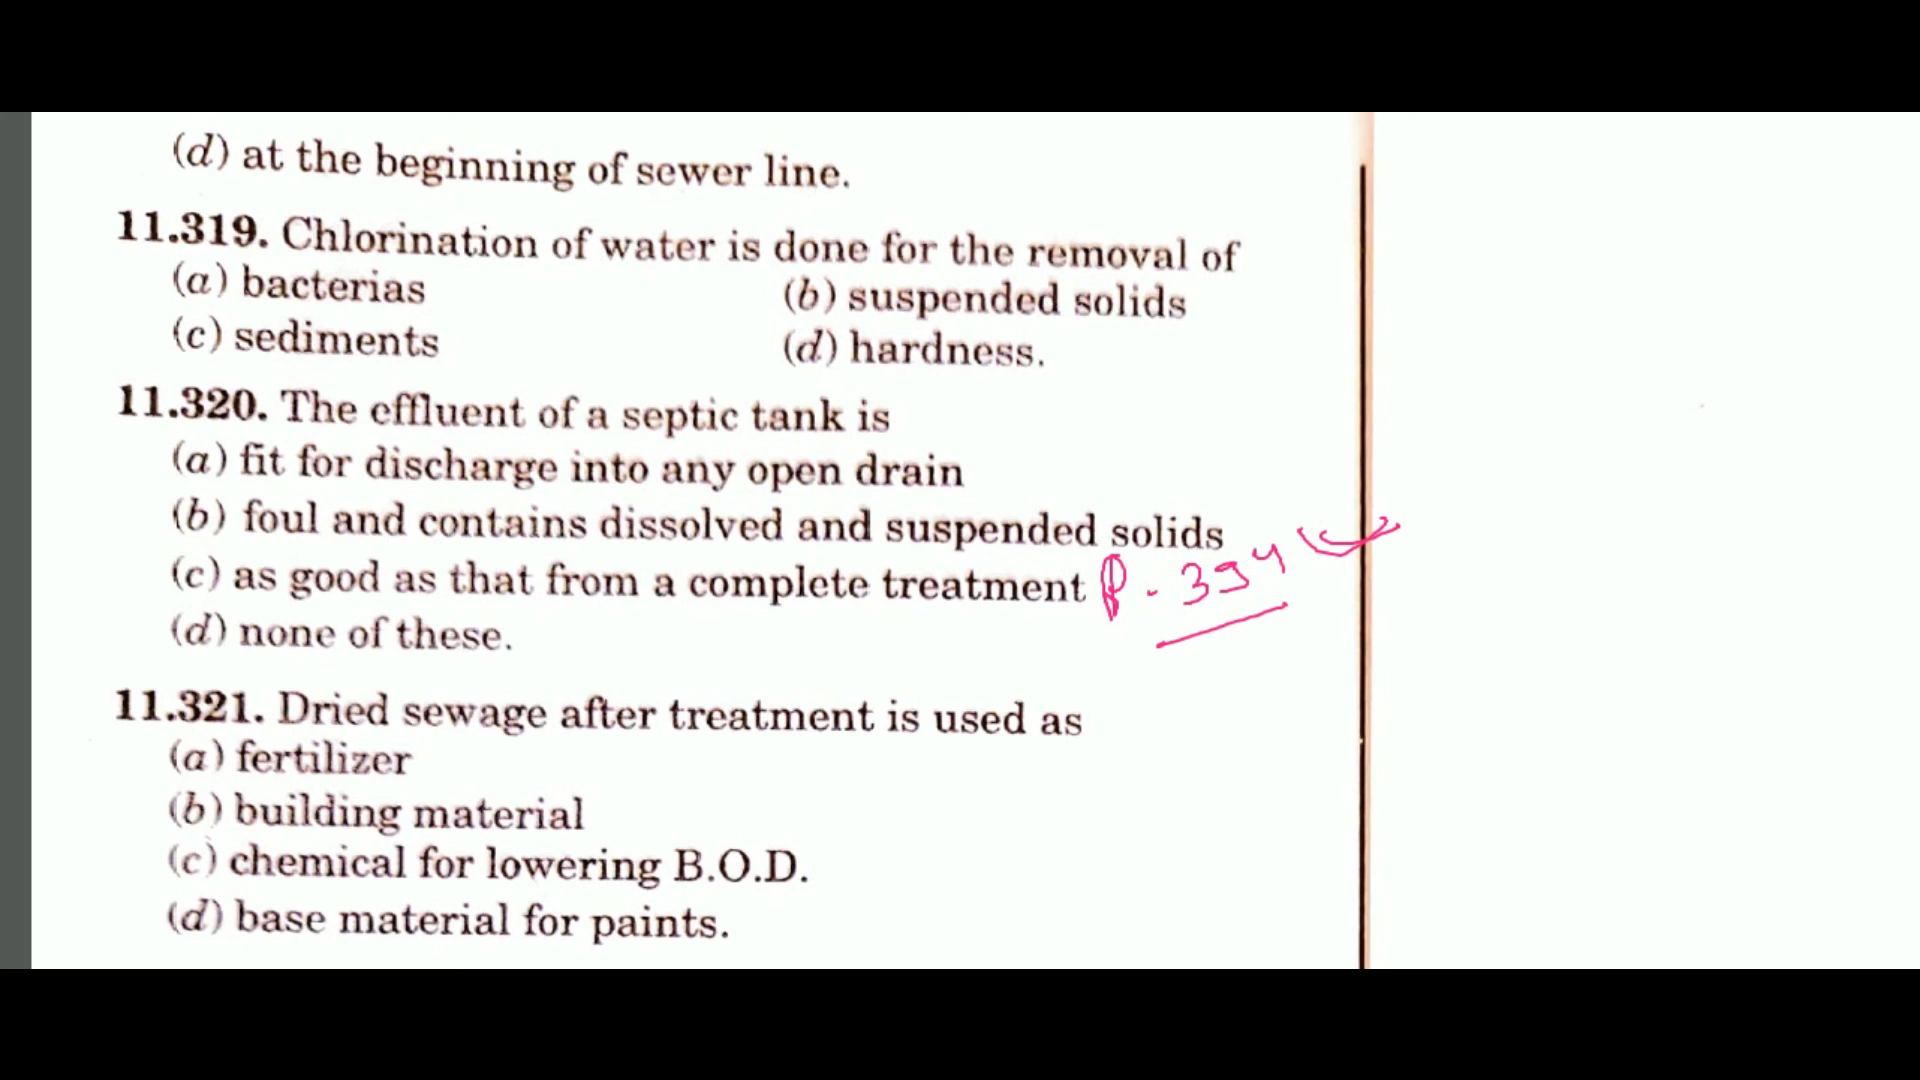 (d) at the beginning of sewer line.
11.319. Chlorination of water is done for the removal of
(a) bacterias (b) suspended solids
(c) sediments (d) hardness.
11.320. The effluent of a septic tank is
(a) fit for discharge into any open drain
(b) foul and contains dissolved and suspended solids
(c) as good as that from a complete treatment P. 394
(d) none of these.
11.321. Dried sewage after treatment is used as
(a) fertilizer
(b) building material
(c) chemical for lowering B.O.D.
(d) base material for paints.